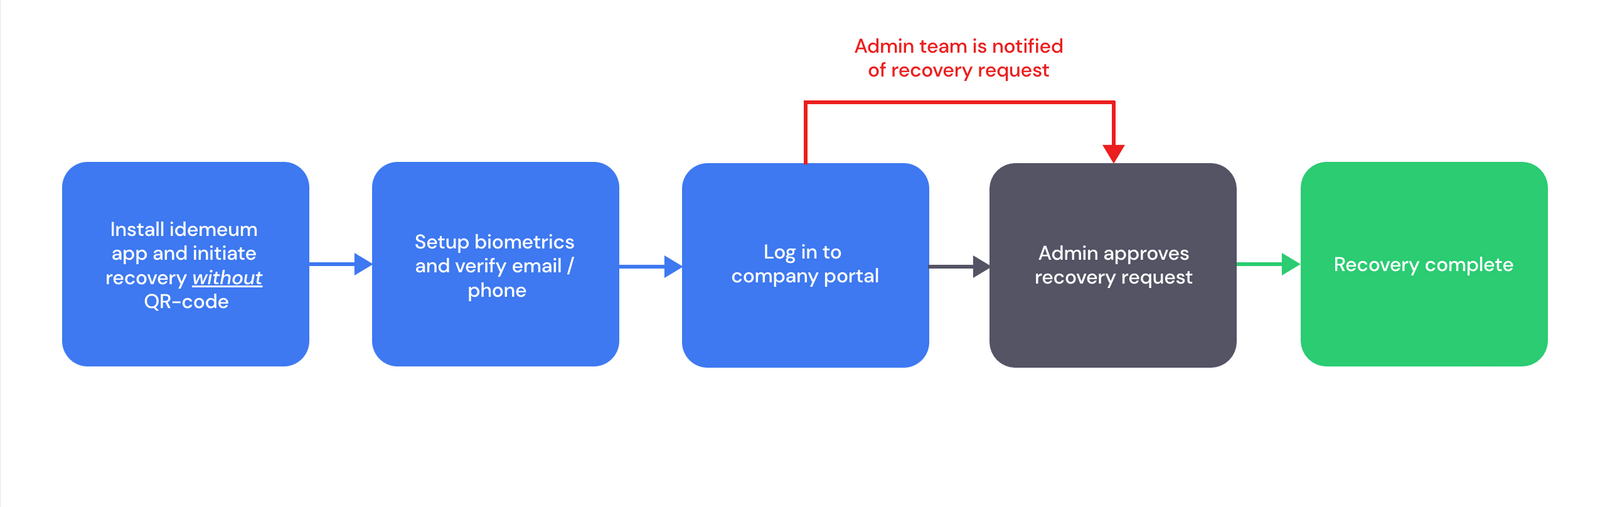 Admin team is notified
of recovery request
Install idemeum
app and initiate
recovery without
QR-code
Setup biometrics
and verify email /
phone
Log in to
company portal
Admin approves
recovery request
Recovery complete